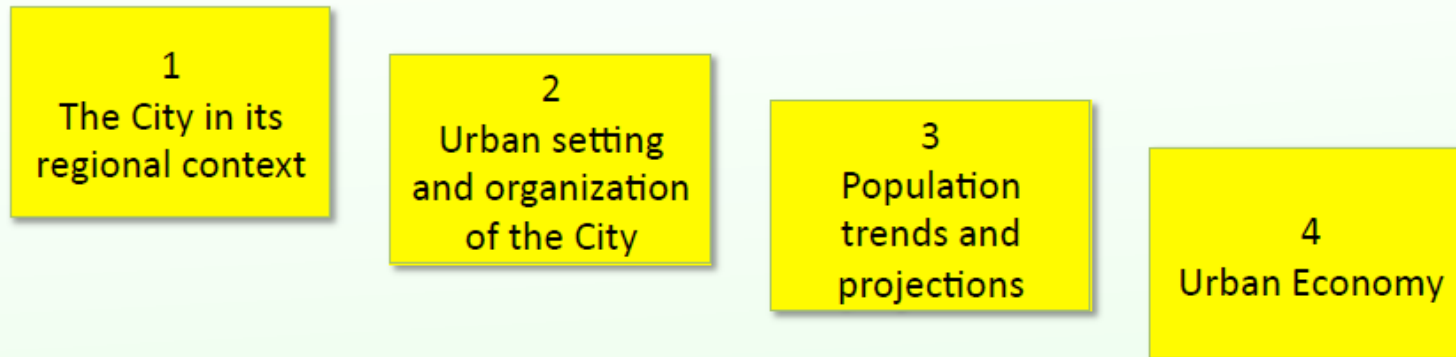 1
The City in its
regional context
2
Urban setting
and organization
of the City
3
Population
trends and
projections
4
Urban Economy